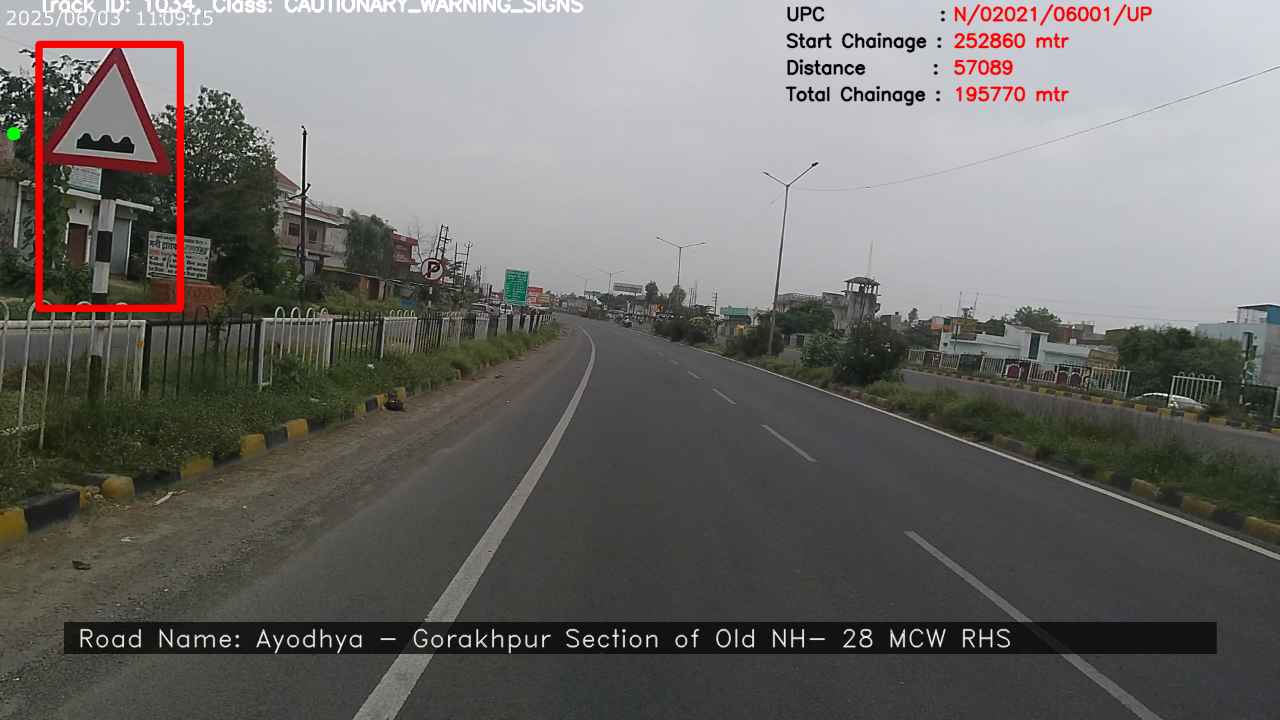 Track ID: 1034, Class: CAUTIONARY_WARNING_SIGNS
2025/06/03 11:09:15
UPC : N/02021/06001/UP
Start Chainage : 252860 mtr
Distance : 57089
Total Chainage : 195770 mtr
P
Road Name: Ayodhya - Gorakhpur Section of Old NH- 28 MCW RHS